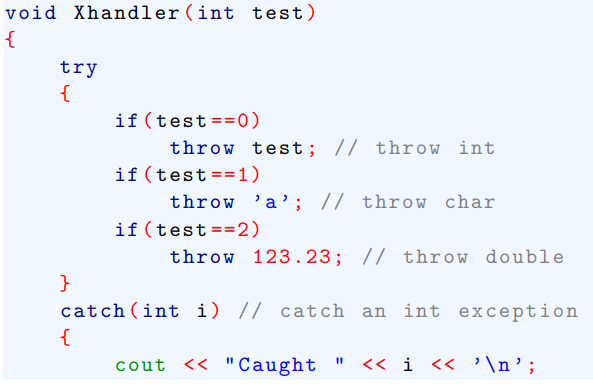 void Xhandler(int test)
{
    try
    {
        if(test==0)
            throw test; // throw int
        if(test==1)
            throw ’a’; // throw char
        if(test==2)
            throw 123.23; // throw double
    }
    catch(int i) // catch an int exception
    {
        cout << "Caught " << i << ’\n’;